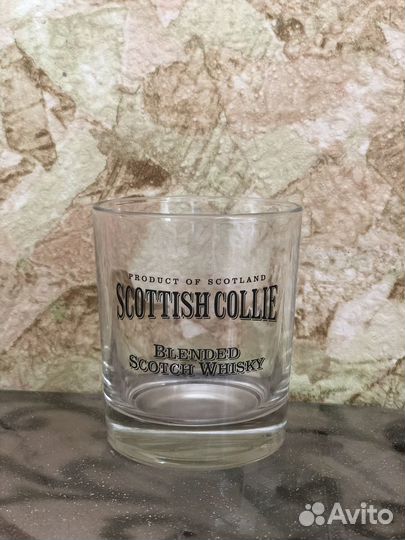 PRODUCT OF SCOTLAND
SCOTTISH COLLIE
BLENDED
SCOTCH WHISKY
Avito